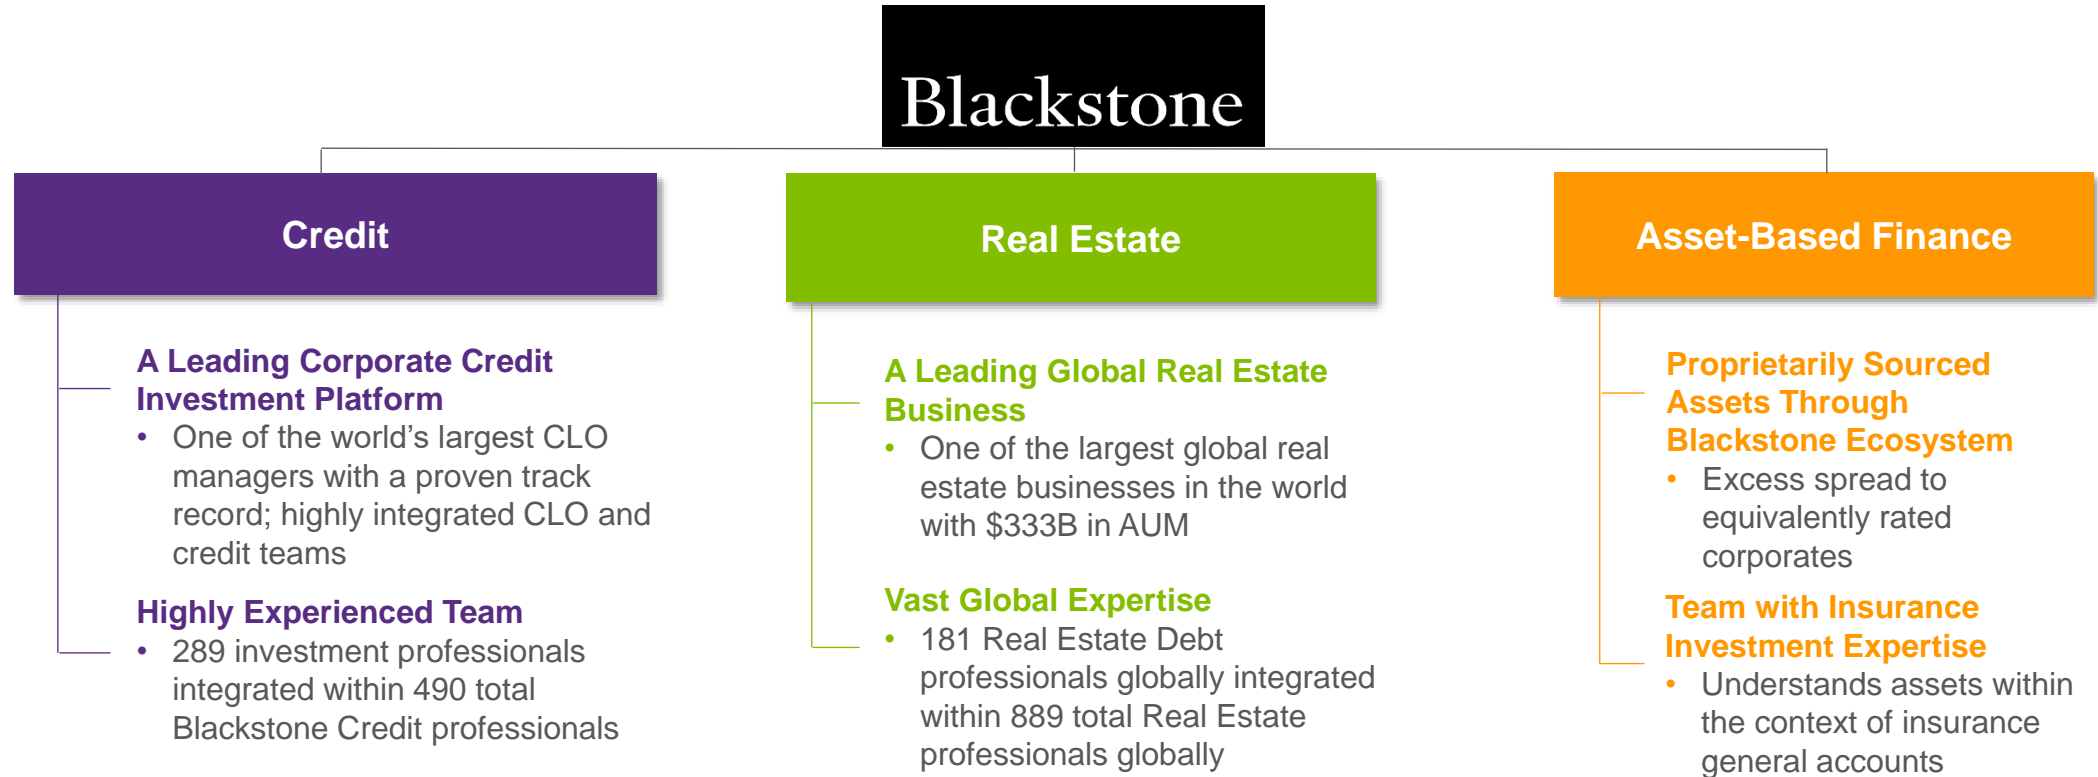 Blackstone
Credit
A Leading Corporate Credit
Investment Platform
• One of the world’s largest CLO
managers with a proven track
record; highly integrated CLO and
credit teams
Highly Experienced Team
• 289 investment professionals
integrated within 490 total
Blackstone Credit professionals
Real Estate
A Leading Global Real Estate
Business
• One of the largest global real
estate businesses in the world
with $333B in AUM
Vast Global Expertise
• 181 Real Estate Debt
professionals globally integrated
within 889 total Real Estate
professionals globally
Asset-Based Finance
Proprietarily Sourced
Assets Through
Blackstone Ecosystem
• Excess spread to
equivalently rated
corporates
Team with Insurance
Investment Expertise
• Understands assets within
the context of insurance
general accounts